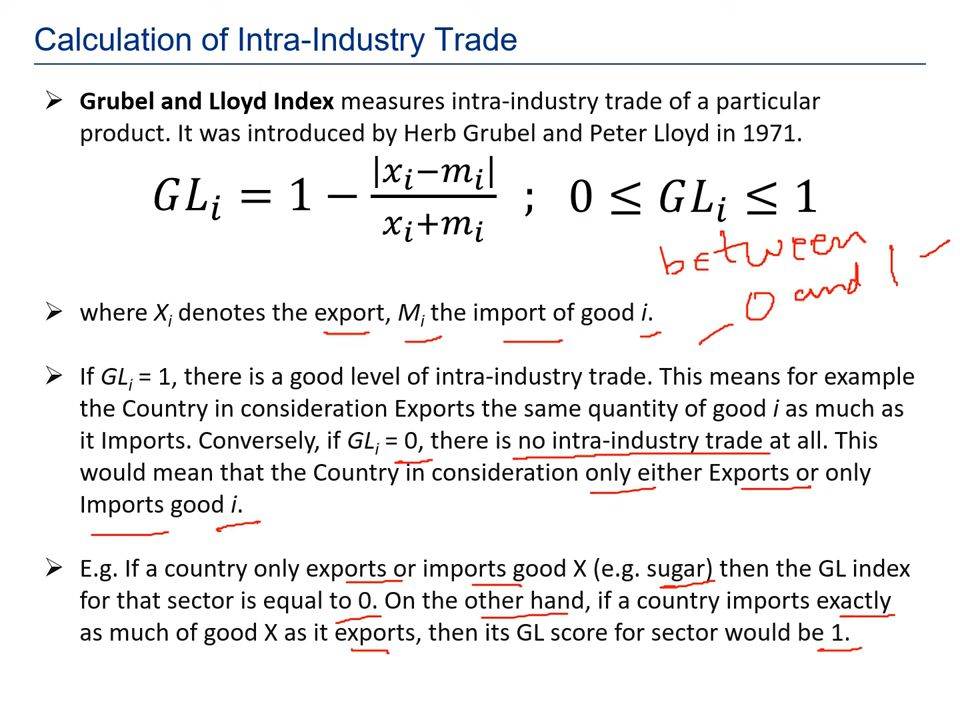 Calculation of Intra-Industry Trade
➢ Grubel and Lloyd Index measures intra-industry trade of a particular
product. It was introduced by Herb Grubel and Peter Lloyd in 1971.
GLᵢ = 1 − |xᵢ−mᵢ| / xᵢ+mᵢ ; 0 ≤ GLᵢ ≤ 1
between
0 and 1
➢ where Xᵢ denotes the export, Mᵢ the import of good i.
➢ If GLᵢ = 1, there is a good level of intra-industry trade. This means for example
the Country in consideration Exports the same quantity of good i as much as
it Imports. Conversely, if GLᵢ = 0, there is no intra-industry trade at all. This
would mean that the Country in consideration only either Exports or only
Imports good i.
➢ E.g. If a country only exports or imports good X (e.g. sugar) then the GL index
for that sector is equal to 0. On the other hand, if a country imports exactly
as much of good X as it exports, then its GL score for sector would be 1.